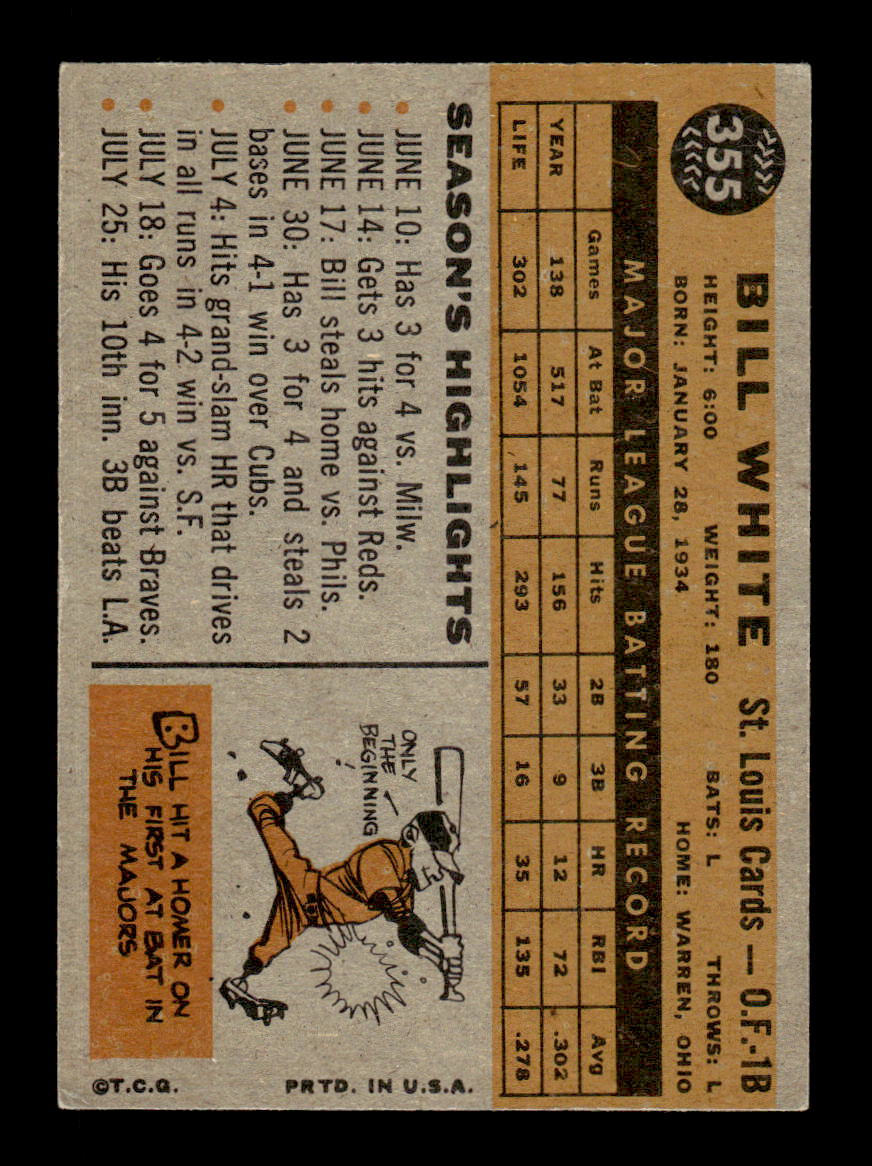 355
BILL WHITE St. Louis Cards — O.F.-1B
HEIGHT: 6:00 WEIGHT: 180 BATS: L THROWS: L
BORN: JANUARY 28, 1934 HOME: WARREN, OHIO
MAJOR LEAGUE BATTING RECORD
Games At Bat Runs Hits 2B 3B HR RBI Avg
YEAR 138 517 77 156 33 9 12 72 .302
LIFE 302 1054 145 293 57 16 35 135 .278
SEASON'S HIGHLIGHTS
• JUNE 10: Has 3 for 4 vs. Milw.
• JUNE 14: Gets 3 hits against Reds.
• JUNE 17: Bill steals home vs. Phils.
• JUNE 30: Has 3 for 4 and steals 2
bases in 4-1 win over Cubs.
• JULY 4: Hits grand-slam HR that drives
in all runs in 4-2 win vs. S.F.
• JULY 18: Goes 4 for 5 against Braves.
• JULY 25: His 10th inn. 3B beats L.A.
ONLY
THE
BEGINNING!
BILL HIT A HOMER ON
HIS FIRST AT BAT IN
THE MAJORS
©T.C.G. PRTD. IN U.S.A.